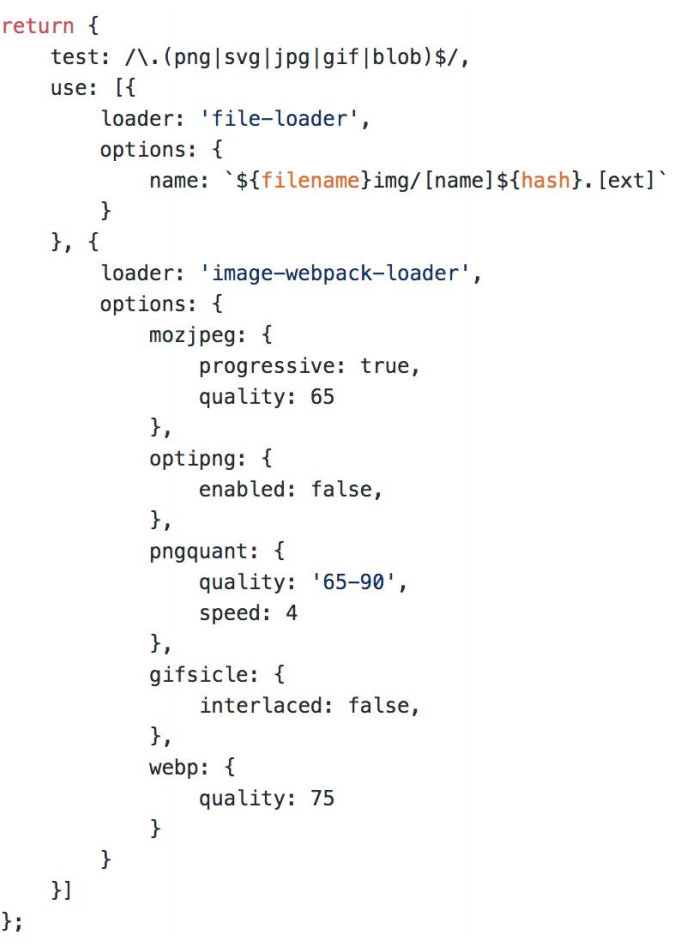 return {
    test: /\.(png|svg|jpg|gif|blob)$/,
    use: [{
        loader: 'file-loader',
        options: {
            name: `${filename}img/[name]${hash}.[ext]`
        }
    }, {
        loader: 'image-webpack-loader',
        options: {
            mozjpeg: {
                progressive: true,
                quality: 65
            },
            optipng: {
                enabled: false,
            },
            pngquant: {
                quality: '65-90',
                speed: 4
            },
            gifsicle: {
                interlaced: false,
            },
            webp: {
                quality: 75
            }
        }
    }]
};